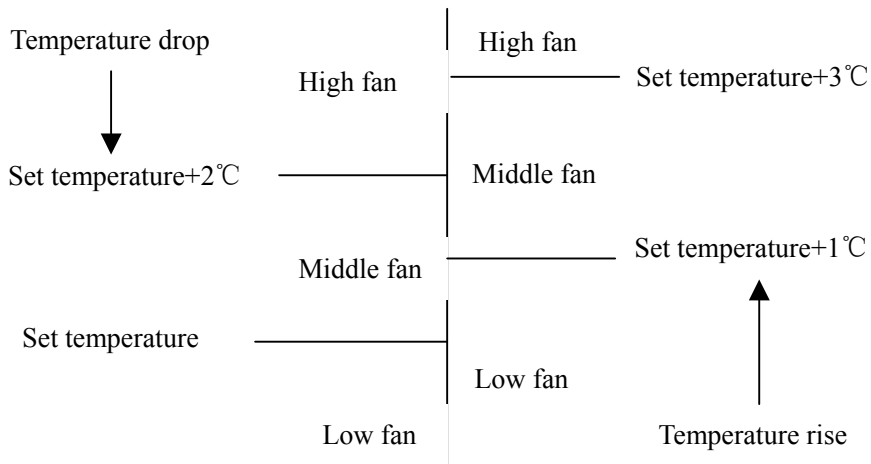 Temperature drop
High fan
High fan
Set temperature+3℃
Set temperature+2℃
Middle fan
Middle fan
Set temperature+1℃
Set temperature
Low fan
Low fan
Temperature rise